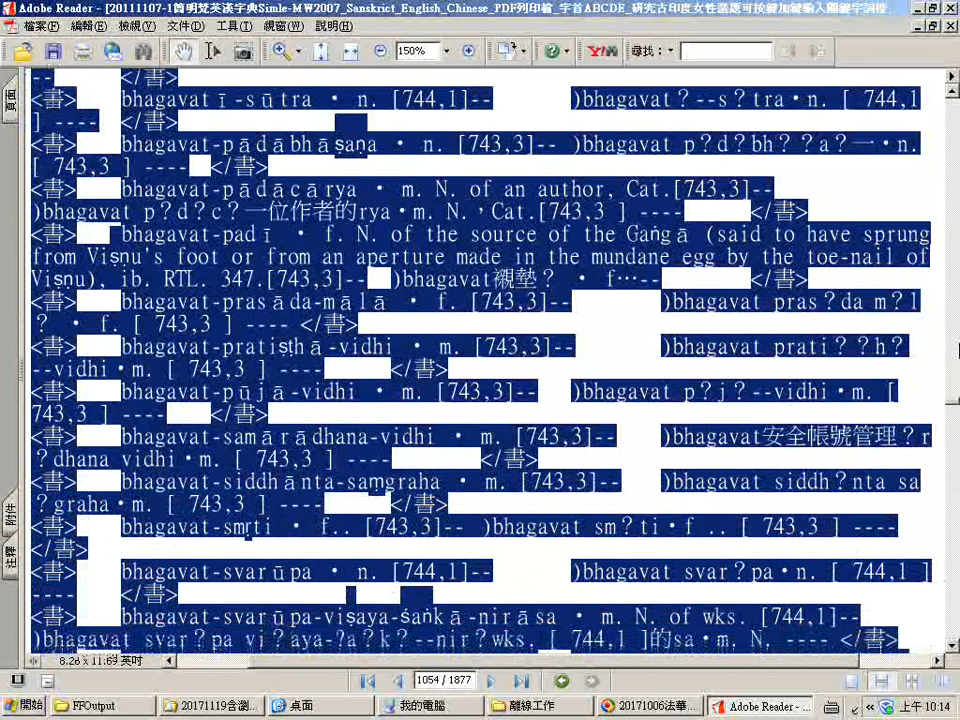 Adobe Reader - [20111107-1簡明梵英漢字典Simle-MW2007_Sanskrict_English_Chinese_PDF列印檔_字首ABCDE_研究古印度女性議題可按鍵加鍵輸入關鍵字詞搜
檔案(F) 編輯(E) 檢視(V) 文件(D) 工具(T) 視窗(W) 說明(H)
150% Y! 尋找:
頁面
附件
注釋
-- </書>
<書> bhagavatī-sūtra · n. [744,1]-- )bhagavat？--s？tra·n. [ 744,1
] ---- </書>
<書> bhagavat-pādābhāṣaṇa · n. [743,3]-- )bhagavat p？d？bh？？a？一·n.
[ 743,3 ] ---- </書>
<書> bhagavat-pādācārya · m. N. of an author, Cat.[743,3]--
)bhagavat p？d？c？一位作者的rya·m. N.，Cat.[743,3 ] ---- </書>
<書> bhagavat-padī · f. N. of the source of the Gaṅgā (said to have sprung
from Viṣṇu's foot or from an aperture made in the mundane egg by the toe-nail of
Viṣṇu), ib. RTL. 347.[743,3]-- )bhagavat襯墊？ · f…-- </書>
<書> bhagavat-prasāda-mālā · f. [743,3]-- )bhagavat pras？da m？l
？ · f. [ 743,3 ] ---- </書>
<書> bhagavat-pratiṣṭhā-vidhi · m. [743,3]-- )bhagavat prati？？h？
--vidhi·m. [ 743,3 ] ---- </書>
<書> bhagavat-pūjā-vidhi · m. [743,3]-- )bhagavat p？j？--vidhi·m. [
743,3 ] ---- </書>
<書> bhagavat-samārādhana-vidhi · m. [743,3]-- )bhagavat安全帳號管理？r
？dhana vidhi·m. [ 743,3 ] ---- </書>
<書> bhagavat-siddhānta-saṃgraha · m. [743,3]-- )bhagavat siddh？nta sa
？graha·m. [ 743,3 ] ---- </書>
<書> bhagavat-smṛti · f.. [743,3]-- )bhagavat sm？ti·f .. [ 743,3 ] ----
</書>
<書> bhagavat-svarūpa · n. [744,1]-- )bhagavat svar？pa·n. [ 744,1 ]
---- </書>
<書> bhagavat-svarūpa-viṣaya-śaṅkā-nirāsa · m. N. of wks. [744,1]--
)bhagavat svar？pa vi？aya-？a？k？--nir？wks. [ 744,1 ]的sa·m. N. ---- </書>
8.26 x 11.69 英吋
1054 / 1877
開始 FFOutput 20171119含瀏... 桌面 我的電腦 離線工作 20171006法華... Adobe Reader - ... 上午 10:14